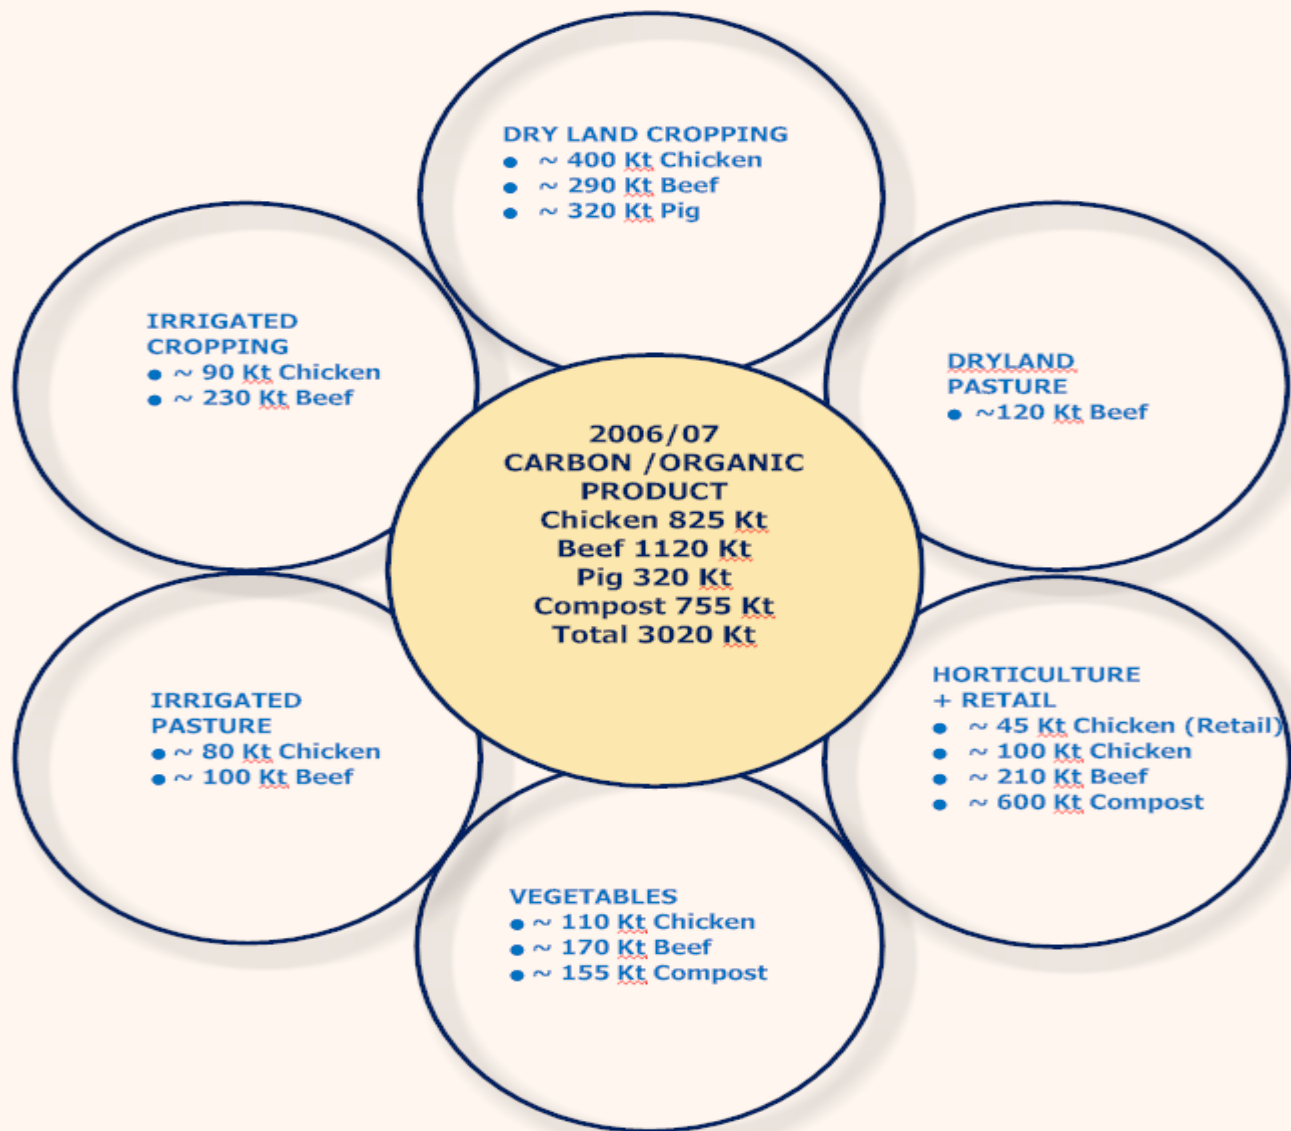 DRY LAND CROPPING
● ~ 400 Kt Chicken
● ~ 290 Kt Beef
● ~ 320 Kt Pig
IRRIGATED
CROPPING
● ~ 90 Kt Chicken
● ~ 230 Kt Beef
DRYLAND
PASTURE
● ~120 Kt Beef
2006/07
CARBON /ORGANIC
PRODUCT
Chicken 825 Kt
Beef 1120 Kt
Pig 320 Kt
Compost 755 Kt
Total 3020 Kt
IRRIGATED
PASTURE
● ~ 80 Kt Chicken
● ~ 100 Kt Beef
HORTICULTURE
+ RETAIL
● ~ 45 Kt Chicken (Retail)
● ~ 100 Kt Chicken
● ~ 210 Kt Beef
● ~ 600 Kt Compost
VEGETABLES
● ~ 110 Kt Chicken
● ~ 170 Kt Beef
● ~ 155 Kt Compost